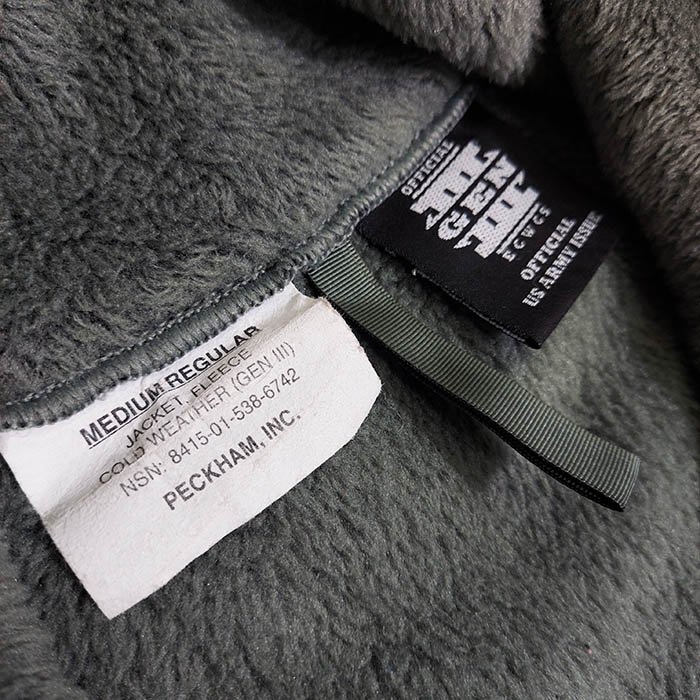 MEDIUM REGULAR
JACKET, FLEECE
COLD WEATHER (GEN III)
NSN: 8415-01-538-6742
PECKHAM, INC.
OFFICIAL
GEN
III
ECWCS
OFFICIAL
US ARMY ISSUE